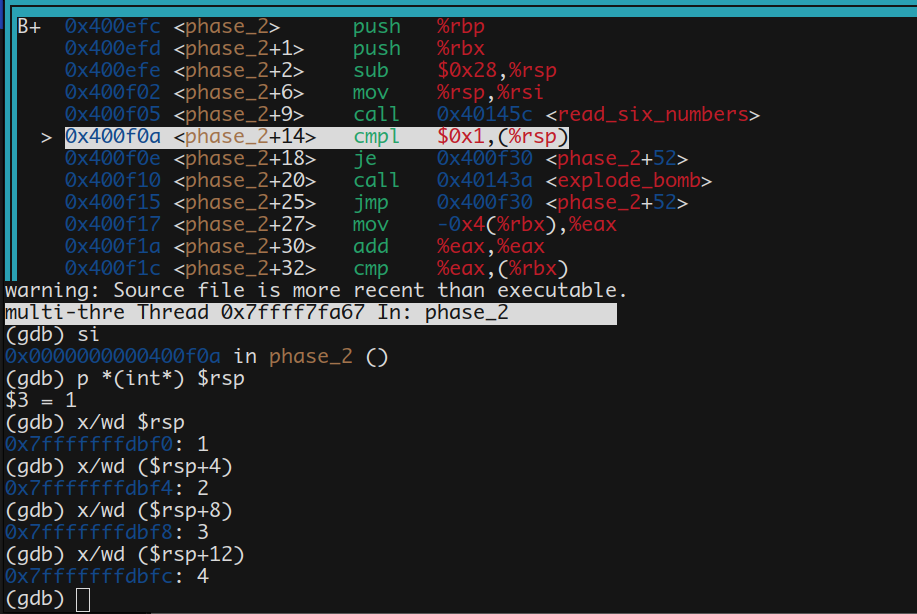 B+ 0x400efc <phase_2> push %rbp
0x400efd <phase_2+1> push %rbx
0x400efe <phase_2+2> sub $0x28,%rsp
0x400f02 <phase_2+6> mov %rsp,%rsi
0x400f05 <phase_2+9> call 0x40145c <read_six_numbers>
> 0x400f0a <phase_2+14> cmpl $0x1,(%rsp)
0x400f0e <phase_2+18> je 0x400f30 <phase_2+52>
0x400f10 <phase_2+20> call 0x40143a <explode_bomb>
0x400f15 <phase_2+25> jmp 0x400f30 <phase_2+52>
0x400f17 <phase_2+27> mov -0x4(%rbx),%eax
0x400f1a <phase_2+30> add %eax,%eax
0x400f1c <phase_2+32> cmp %eax,(%rbx)
warning: Source file is more recent than executable.
multi-thre Thread 0x7ffff7fa67 In: phase_2
(gdb) si
0x0000000000400f0a in phase_2 ()
(gdb) p *(int*) $rsp
$3 = 1
(gdb) x/wd $rsp
0x7fffffffdbf0: 1
(gdb) x/wd ($rsp+4)
0x7fffffffdbf4: 2
(gdb) x/wd ($rsp+8)
0x7fffffffdbf8: 3
(gdb) x/wd ($rsp+12)
0x7fffffffdbfc: 4
(gdb)